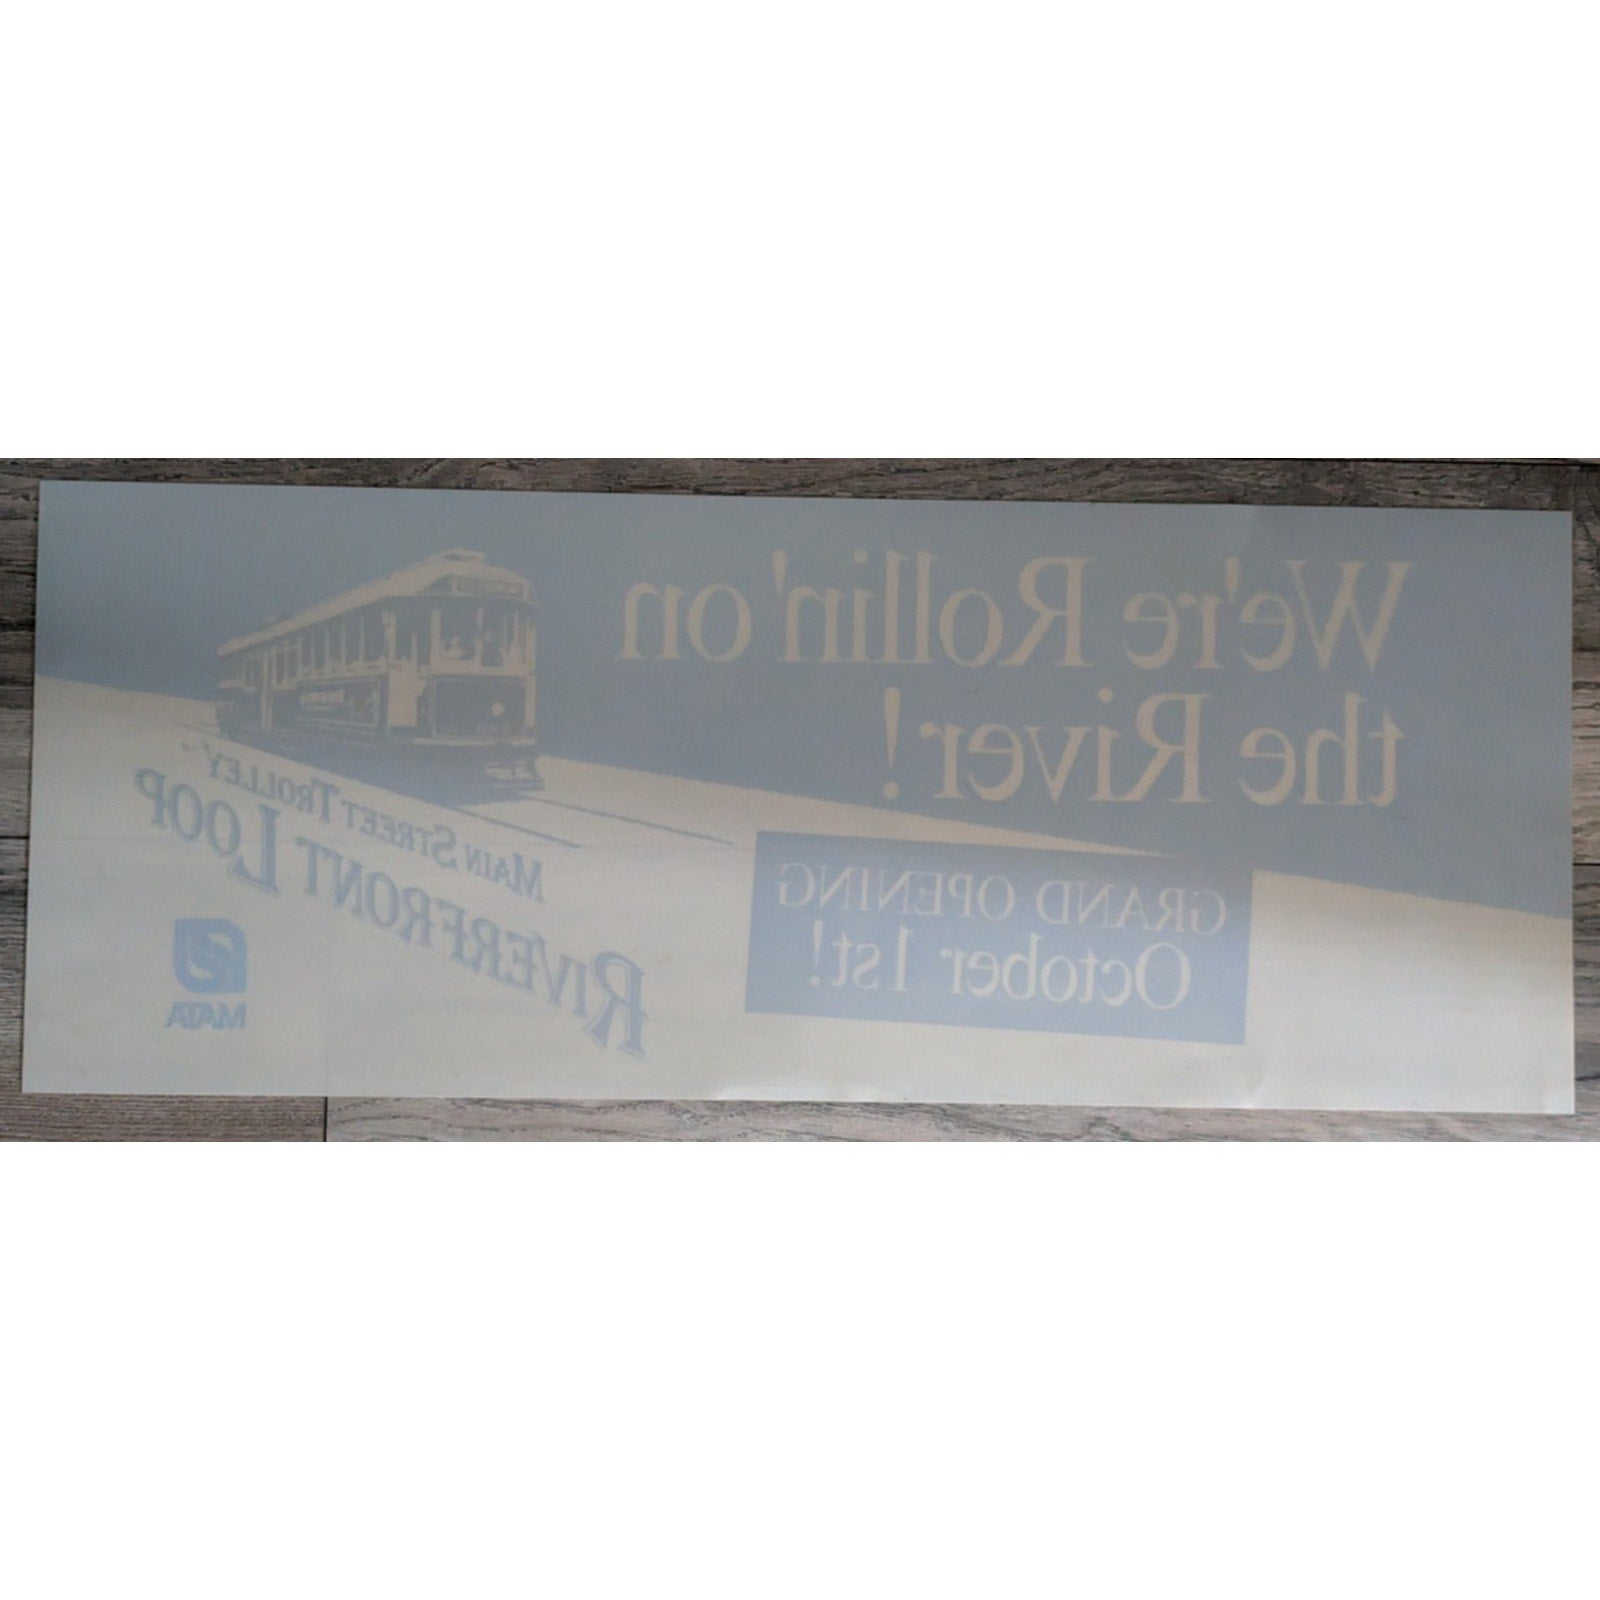 We're Rollin' on
the River!
GRAND OPENING
October 1st!
MAIN STREET TROLLEY
RIVERFRONT LOOP
MATA